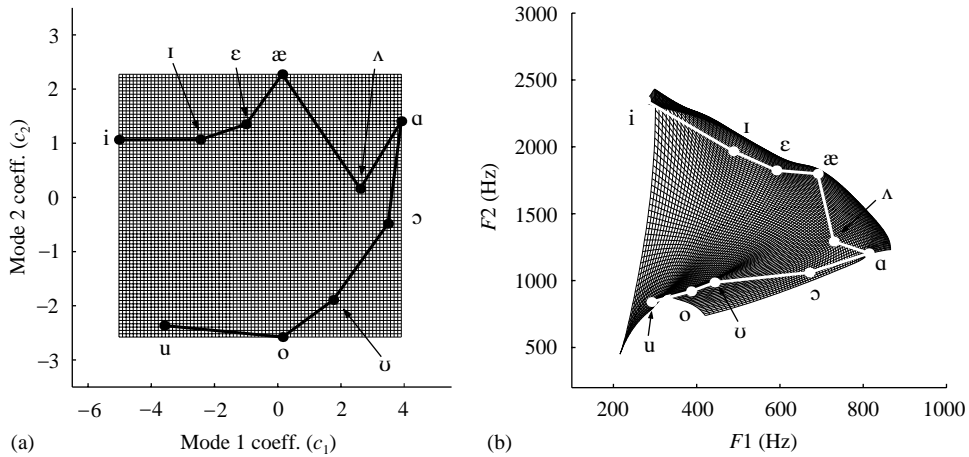 3
2
1
0
−1
−2
−3
Mode 2 coeff. (c2)
−6
−4
−2
0
2
4
Mode 1 coeff. (c1)
i
ɪ
ɛ
æ
ʌ
ɑ
ɔ
ʊ
o
u
(a)
3000
2500
2000
1500
1000
500
F2 (Hz)
200
400
600
800
1000
F1 (Hz)
i
ɪ
ɛ
æ
ʌ
ɑ
ɔ
ʊ
o
u
(b)